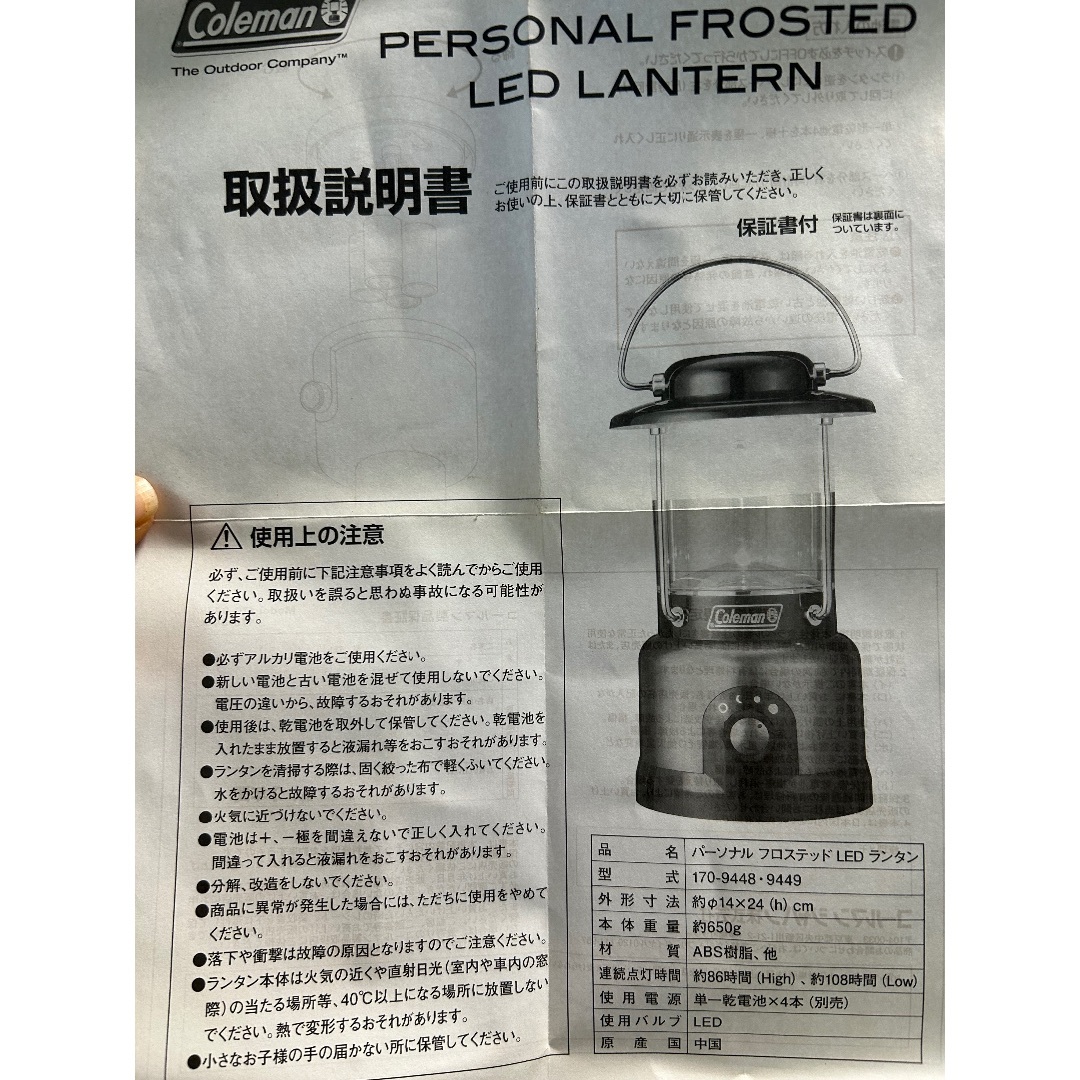 Coleman
The Outdoor Company™
PERSONAL FROSTED
LED LANTERN
取扱説明書
ご使用前にこの取扱説明書を必ずお読みいただき、正しく
お使いの上、保証書とともに大切に保管してください。
保証書付
保証書は裏面に
ついています。
Coleman
使用上の注意
必ず、ご使用前に下記注意事項をよく読んでからご使用
ください。取扱いを誤ると思わぬ事故になる可能性が
あります。
●必ずアルカリ電池をご使用ください。
●新しい電池と古い電池を混ぜて使用しないでください。
電圧の違いから、故障するおそれがあります。
●使用後は、乾電池を取外して保管してください。乾電池を
入れたまま放置すると液漏れ等をおこすおそれがあります。
●ランタンを清掃する際は、固く絞った布で軽くふいてください。
水をかけると故障するおそれがあります。
●火気に近づけないでください。
●電池は＋、－極を間違えないで正しく入れてください。
間違って入れると液漏れをおこすおそれがあります。
●分解、改造をしないでください。
●商品に異常が発生した場合には、ただちに使用をやめて
ください。
●落下や衝撃は故障の原因となりますのでご注意ください。
●ランタン本体は火気の近くや直射日光（室内や車内の窓
際）の当たる場所等、40℃以上になる場所に放置しない
でください。熱で変形するおそれがあります。
●小さなお子様の手の届かない所に保管してください。
品名 パーソナル フロステッド LED ランタン
型式 170-9448・9449
外形寸法 約φ14×24（h）cm
本体重量 約650g
材質 ABS樹脂、他
連続点灯時間 約86時間（High）、約108時間（Low）
使用電源 単一乾電池×4本（別売）
使用バルブ LED
原産国 中国